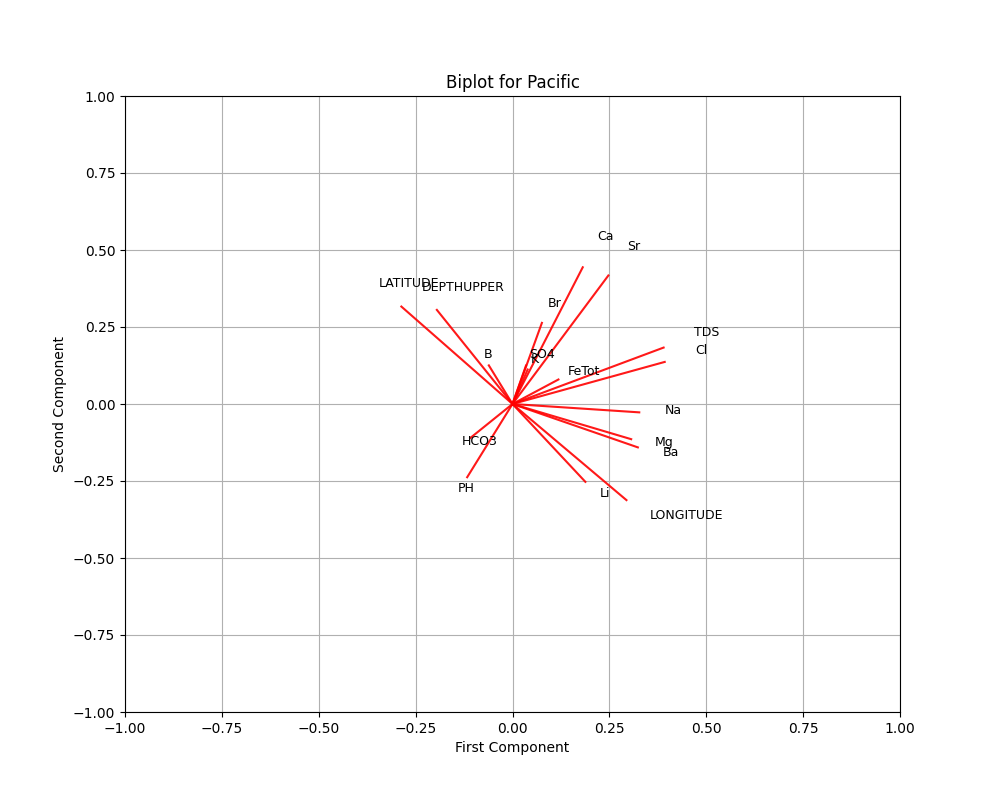 Biplot for Pacific
1.00
0.75
0.50
0.25
0.00
−0.25
−0.50
−0.75
−1.00
Second Component
Ca
Sr
LATITUDE
DEPTHUPPER
Br
TDS
Cl
B
SO4
K
FeTot
Na
HCO3
Mg
Ba
PH
Li
LONGITUDE
−1.00 −0.75 −0.50 −0.25 0.00 0.25 0.50 0.75 1.00
First Component